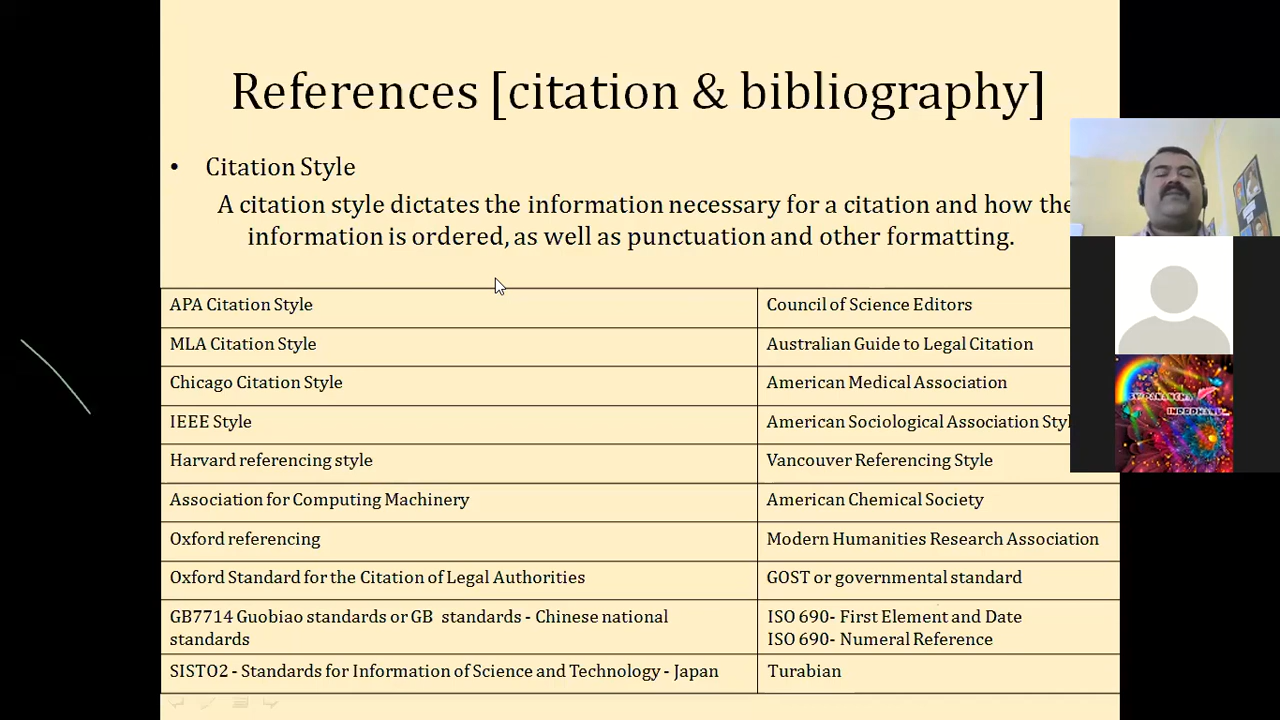 References [citation & bibliography]
• Citation Style
A citation style dictates the information necessary for a citation and how the
information is ordered, as well as punctuation and other formatting.
APA Citation Style
Council of Science Editors
MLA Citation Style
Australian Guide to Legal Citation
Chicago Citation Style
American Medical Association
IEEE Style
American Sociological Association Styl
Harvard referencing style
Vancouver Referencing Style
Association for Computing Machinery
American Chemical Society
Oxford referencing
Modern Humanities Research Association
Oxford Standard for the Citation of Legal Authorities
GOST or governmental standard
GB7714 Guobiao standards or GB standards - Chinese national
standards
ISO 690- First Element and Date
ISO 690- Numeral Reference
SISTO2 - Standards for Information of Science and Technology - Japan
Turabian